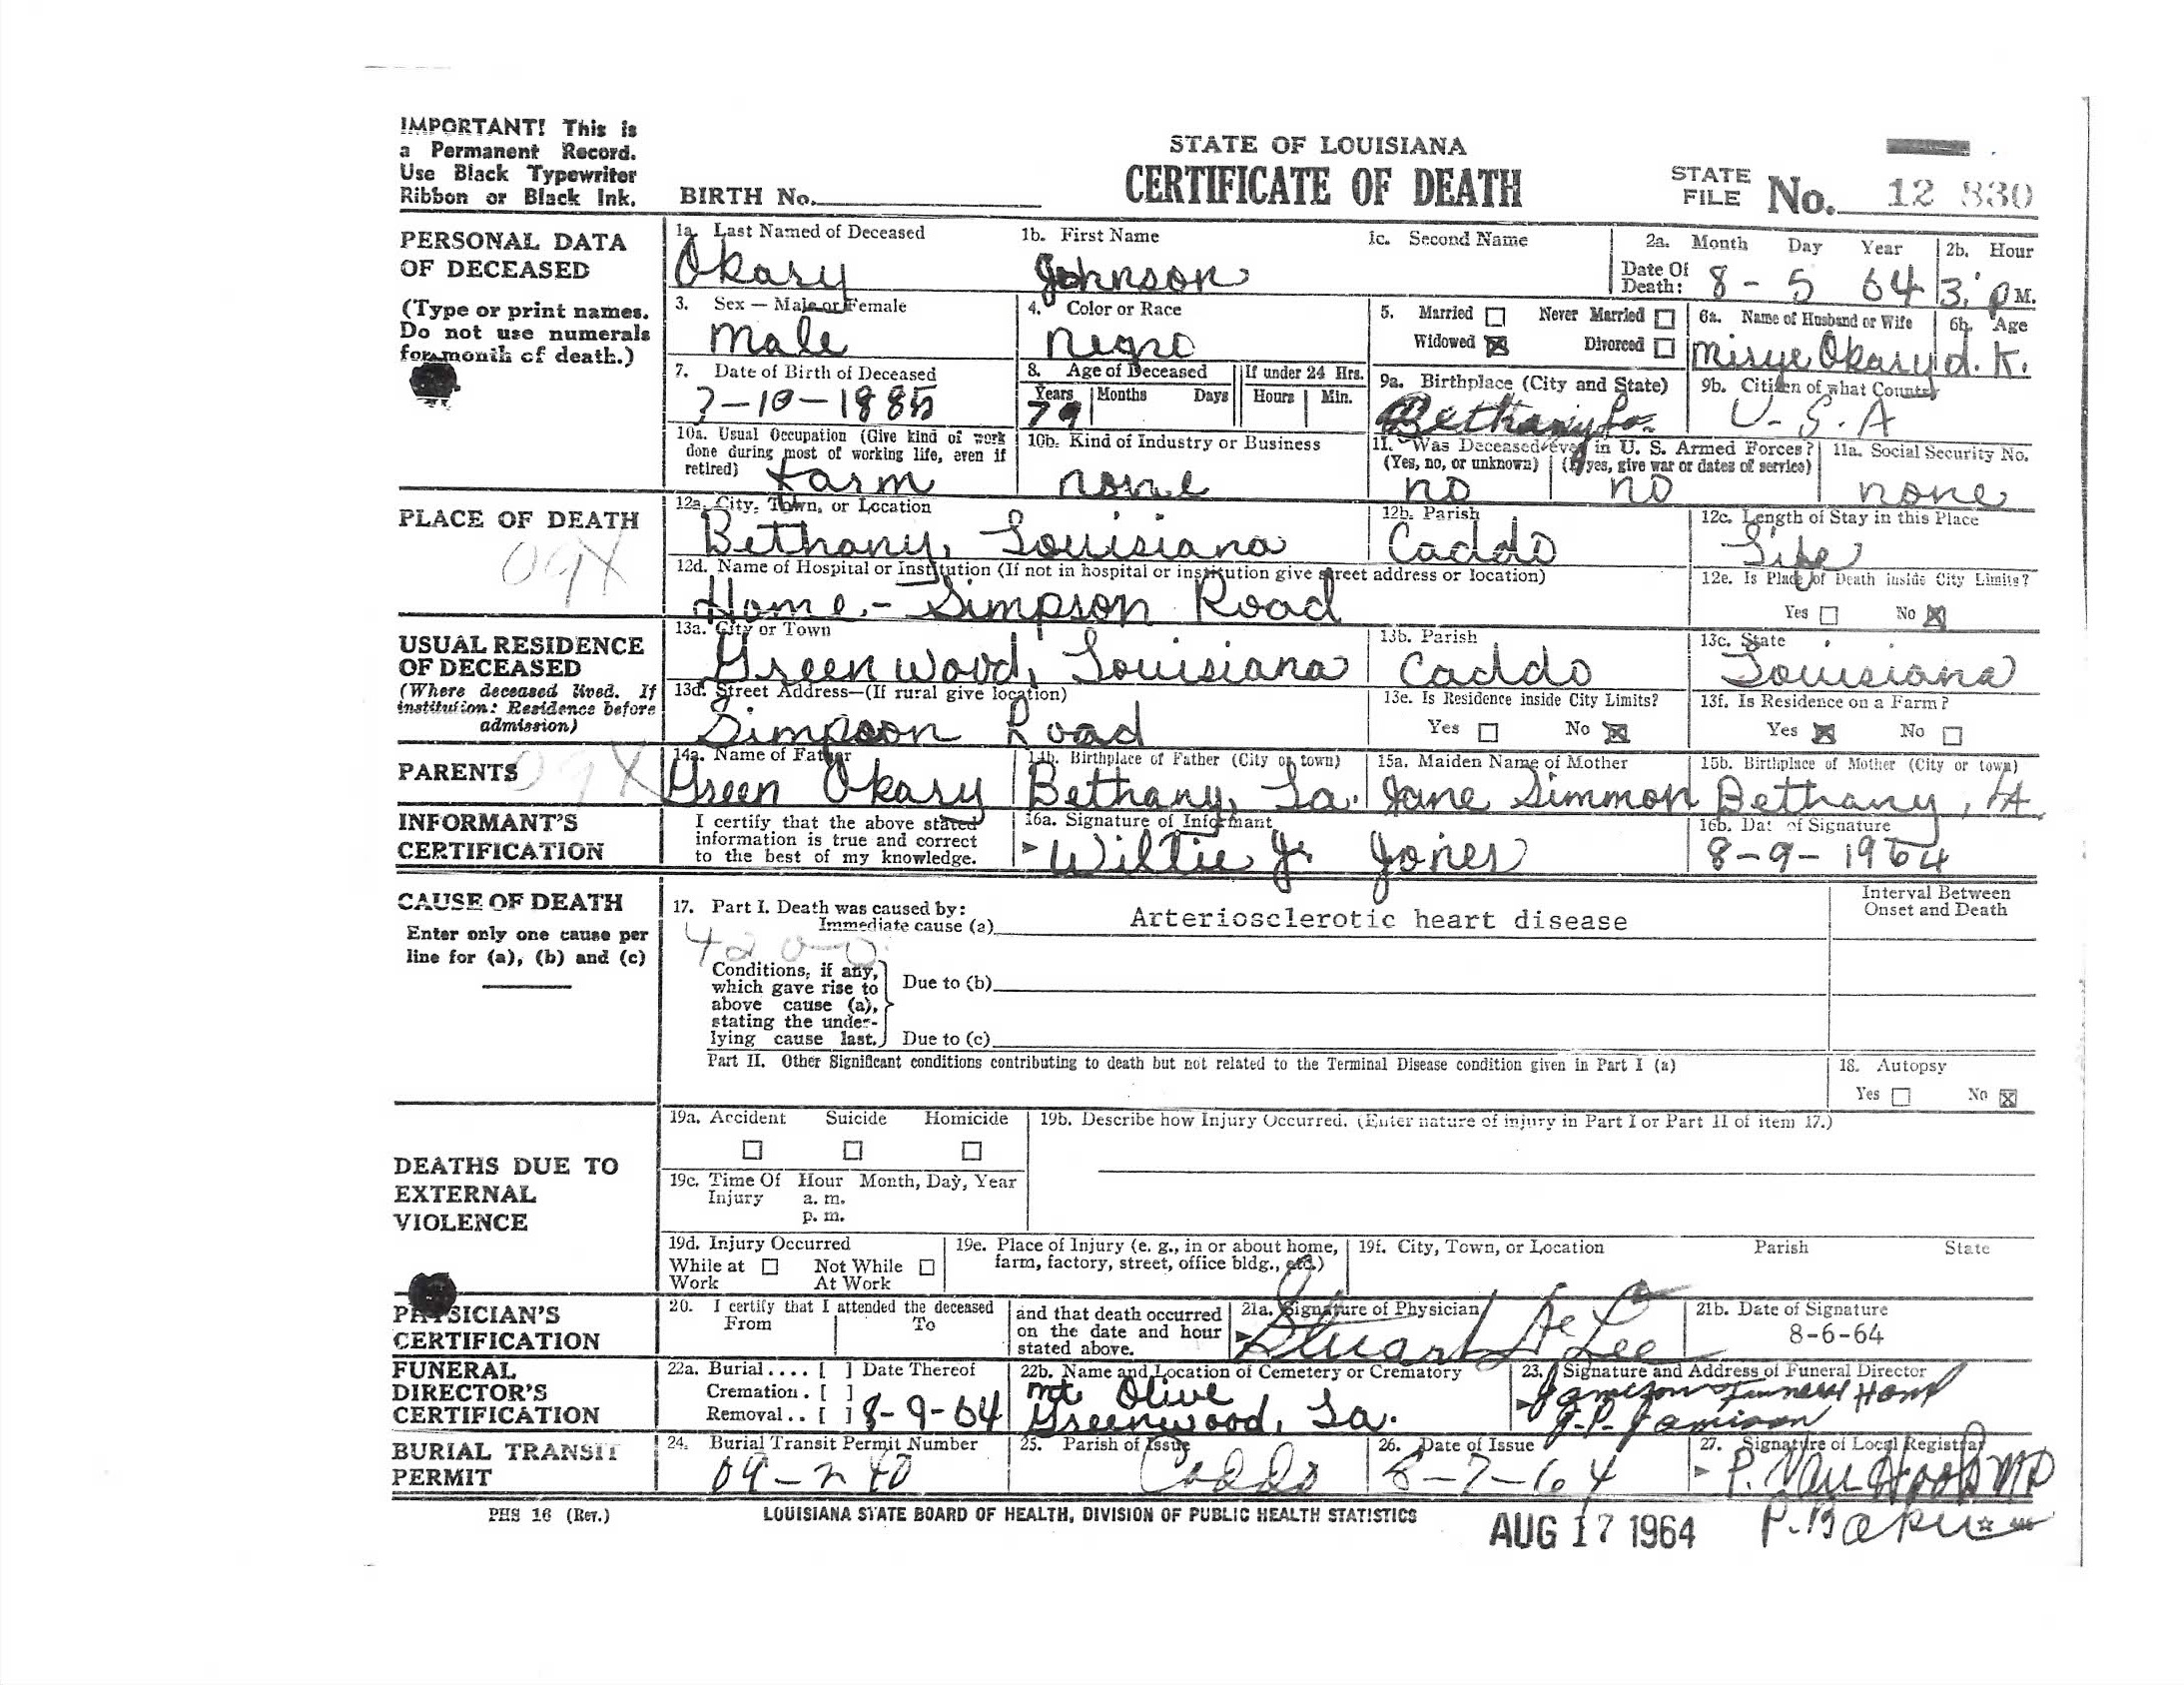 IMPORTANT! This is
a Permanent Record.
Use Black Typewriter
Ribbon or Black Ink.
BIRTH No.
STATE OF LOUISIANA
CERTIFICATE OF DEATH
STATE FILE No. 12 830
PERSONAL DATA
OF DECEASED
(Type or print names.
Do not use numerals
for month of death.)
1a. Last Named of Deceased
Okary
1b. First Name
Johnson
1c. Second Name
2a. Month Day Year
Date Of Death: 8 - 5 64
2b. Hour
3: P M.
3. Sex — Male or Female
male
4. Color or Race
negro
5. Married Never Married
Widowed Divorced
6a. Name of Husband or Wife
Okary
6b. Age
d. K.
7. Date of Birth of Deceased
?-10-1885
8. Age of Deceased
Years Months Days
79
If under 24 Hrs.
Hours Min.
9a. Birthplace (City and State)
Bethany La.
9b. Citizen of what Country
U. S. A
10a. Usual Occupation (Give kind of work
done during most of working life, even if
retired)
Farm
10b. Kind of Industry or Business
none
11. Was Deceased ever in U. S. Armed Forces?
(Yes, no, or unknown) (If yes, give war or dates of service)
no no
11a. Social Security No.
none
PLACE OF DEATH
09X
12a. City, Town, or Location
Bethany, Louisiana
12b. Parish
Caddo
12c. Length of Stay in this Place
Life
12d. Name of Hospital or Institution (If not in hospital or institution give street address or location)
Home - Simpson Road
12e. Is Place of Death inside City Limits?
Yes No
USUAL RESIDENCE
OF DECEASED
(Where deceased lived. If
institution: Residence before
admission)
13a. City or Town
Greenwood, Louisiana
13b. Parish
Caddo
13c. State
Louisiana
13d. Street Address—(If rural give location)
Simpson Road
13e. Is Residence inside City Limits?
Yes No
13f. Is Residence on a Farm?
Yes No
PARENTS
09X
14a. Name of Father
Green Okary
14b. Birthplace of Father (City or town)
Bethany, La.
15a. Maiden Name of Mother
Jane Simmon
15b. Birthplace of Mother (City or town)
Bethany, LA.
INFORMANT'S
CERTIFICATION
I certify that the above stated
information is true and correct
to the best of my knowledge.
16a. Signature of Informant
Willie Jr Jones
16b. Date of Signature
8-9-1964
CAUSE OF DEATH
Enter only one cause per
line for (a), (b) and (c)
17. Part I. Death was caused by:
Immediate cause (a) Arteriosclerotic heart disease
420-0
Interval Between
Onset and Death
Conditions, if any,
which gave rise to
above cause (a),
stating the under-
lying cause last.
Due to (b)
Due to (c)
Part II. Other Significant conditions contributing to death but not related to the Terminal Disease condition given in Part I (a)
18. Autopsy
Yes No
DEATHS DUE TO
EXTERNAL
VIOLENCE
19a. Accident Suicide Homicide
19b. Describe how Injury Occurred. (Enter nature of injury in Part I or Part II of item 17.)
19c. Time Of Injury Hour Month, Day, Year
a. m.
p. m.
19d. Injury Occurred
While at Work Not While At Work
19e. Place of Injury (e. g., in or about home,
farm, factory, street, office bldg., etc.)
19f. City, Town, or Location Parish State
PHYSICIAN'S
CERTIFICATION
20. I certify that I attended the deceased
From To
and that death occurred
on the date and hour
stated above.
21a. Signature of Physician
Stuart De Lee
21b. Date of Signature
8-6-64
FUNERAL
DIRECTOR'S
CERTIFICATION
22a. Burial.... [ ] Date Thereof
Cremation. [ ]
Removal.. [ ] 8-9-64
22b. Name and Location of Cemetery or Crematory
Mt Olive
Greenwood, La.
23. Signature and Address of Funeral Director
Jamison Funeral Home
J.P. Jamison
BURIAL TRANSIT
PERMIT
24. Burial Transit Permit Number
09-240
25. Parish of Issue
Caddo
26. Date of Issue
8-7-64
27. Signature of Local Registrar
P. Van Hook MD
PHS 16 (Rev.)
LOUISIANA STATE BOARD OF HEALTH, DIVISION OF PUBLIC HEALTH STATISTICS
AUG 17 1964
P. Baker